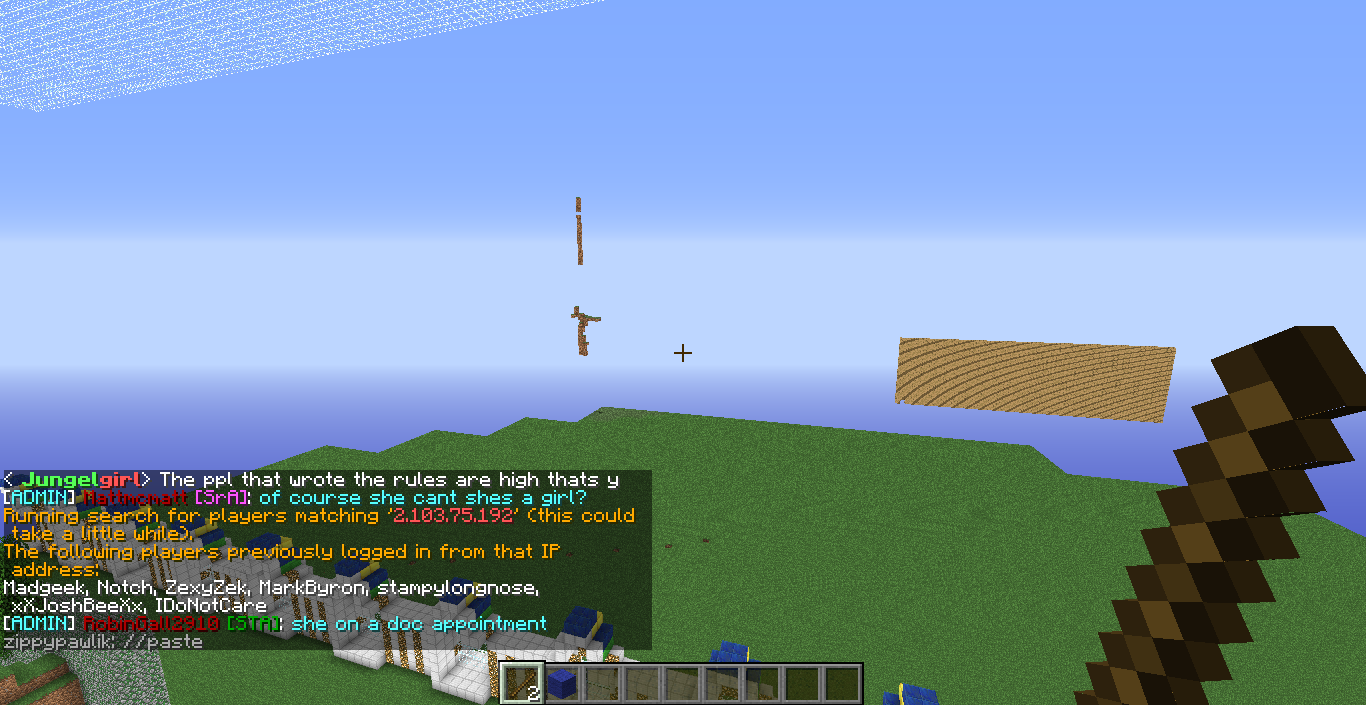 < Jungelgirl> The ppl that wrote the rules are high thats y
[ADMIN] Mattmcmatt [SrA]: of course she cant shes a girl?
Running search for players matching '2.103.75.192' (this could
take a little while).
The following players previously logged in from that IP
address:
Madgeek, Notch, ZexyZek, MarkByron, stampylongnose,
xXJoshBeeXx, IDoNotCare
[ADMIN] RobinGall2910 [STA]: she on a doc appointment
zippypawlik: //paste
2